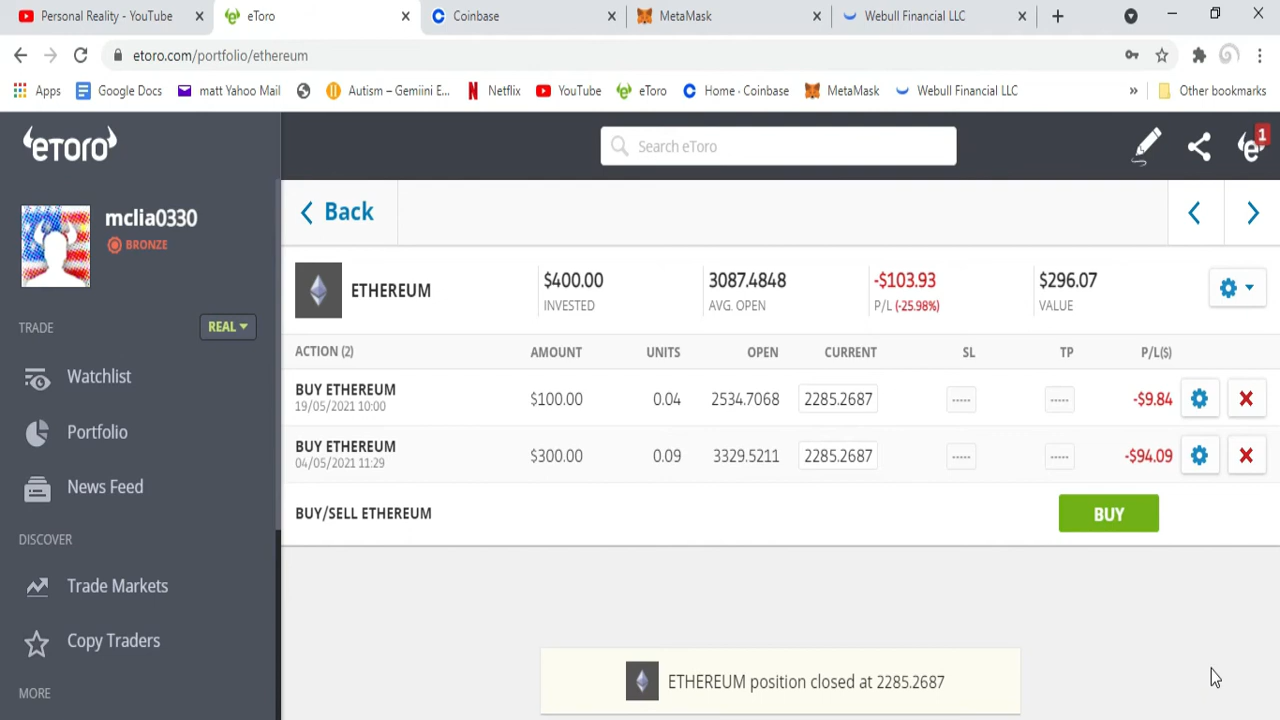 Personal Reality - YouTube
eToro
Coinbase
MetaMask
Webull Financial LLC
etoro.com/portfolio/ethereum
Apps
Google Docs
matt Yahoo Mail
Autism – Gemiini E...
Netflix
YouTube
eToro
Home · Coinbase
MetaMask
Webull Financial LLC
»
Other bookmarks
eToro
Search eToro
1
mclia0330
BRONZE
TRADE
REAL
Watchlist
Portfolio
News Feed
DISCOVER
Trade Markets
Copy Traders
MORE
Back
ETHEREUM
$400.00
INVESTED
3087.4848
AVG. OPEN
-$103.93
P/L (-25.98%)
$296.07
VALUE
ACTION (2) AMOUNT UNITS OPEN CURRENT SL TP P/L($)
BUY ETHEREUM
19/05/2021 10:00
$100.00 0.04 2534.7068 2285.2687 ----- ----- -$9.84
BUY ETHEREUM
04/05/2021 11:29
$300.00 0.09 3329.5211 2285.2687 ----- ----- -$94.09
BUY/SELL ETHEREUM
BUY
ETHEREUM position closed at 2285.2687